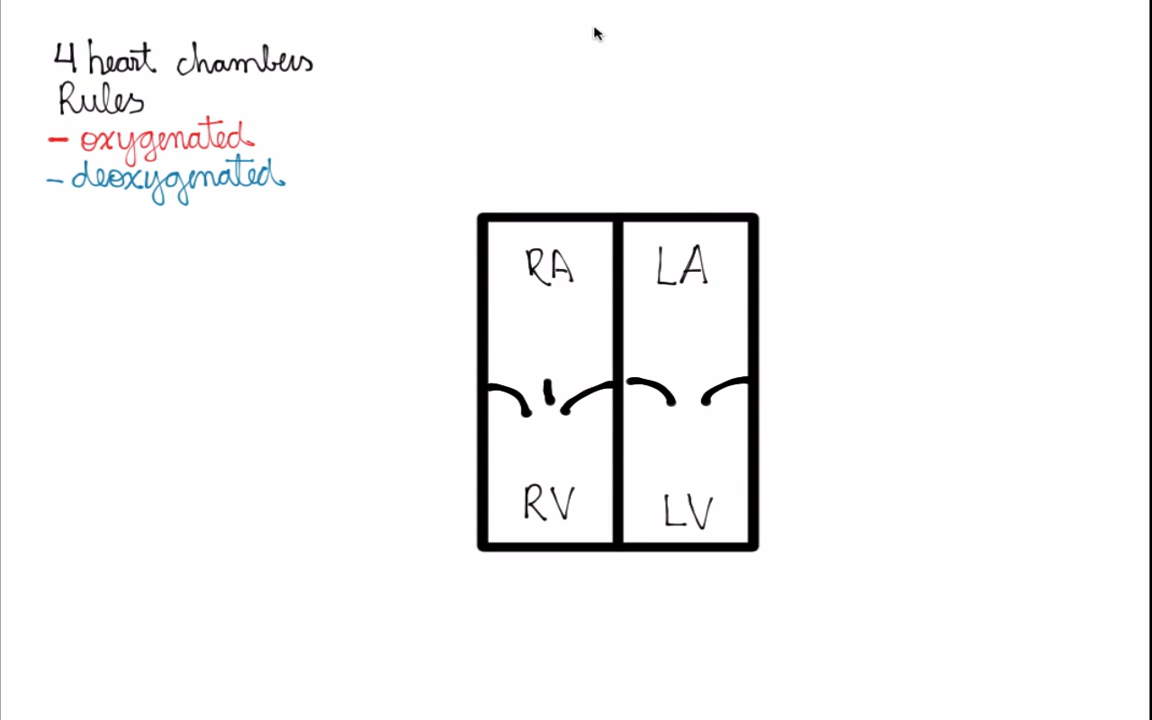 4 heart chambers
Rules
- oxygenated
- deoxygenated
RA LA
RV LV